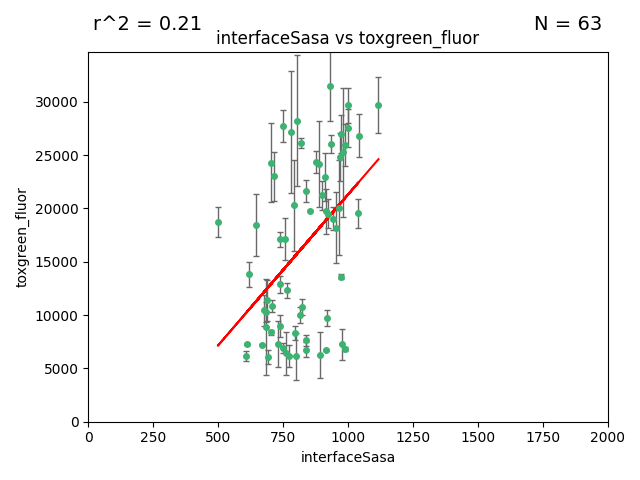 r^2 = 0.21
N = 63
interfaceSasa vs toxgreen_fluor
toxgreen_fluor
30000
25000
20000
15000
10000
5000
0
0 250 500 750 1000 1250 1500 1750 2000
interfaceSasa